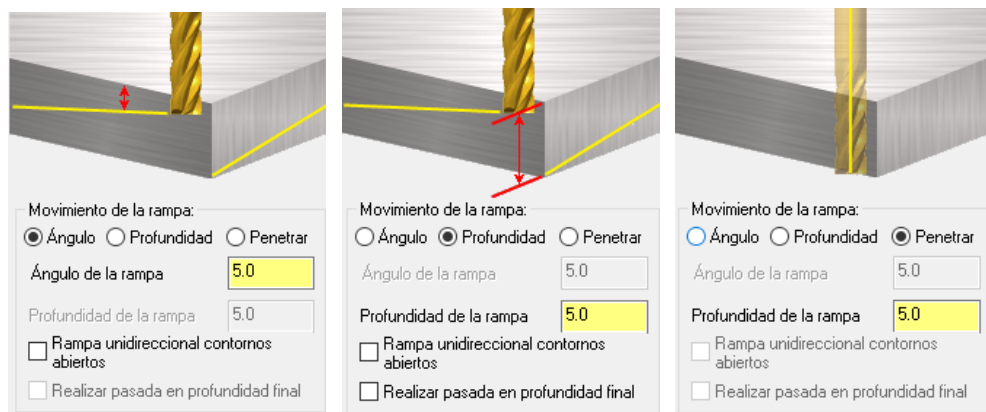 Movimiento de la rampa:
Ángulo Profundidad Penetrar
Ángulo de la rampa 5.0
Profundidad de la rampa 5.0
Rampa unidireccional contornos
abiertos
Realizar pasada en profundidad final
Movimiento de la rampa:
Ángulo Profundidad Penetrar
Ángulo de la rampa 5.0
Profundidad de la rampa 5.0
Rampa unidireccional contornos
abiertos
Realizar pasada en profundidad final
Movimiento de la rampa:
Ángulo Profundidad Penetrar
Ángulo de la rampa 5.0
Profundidad de la rampa 5.0
Rampa unidireccional contornos
abiertos
Realizar pasada en profundidad final